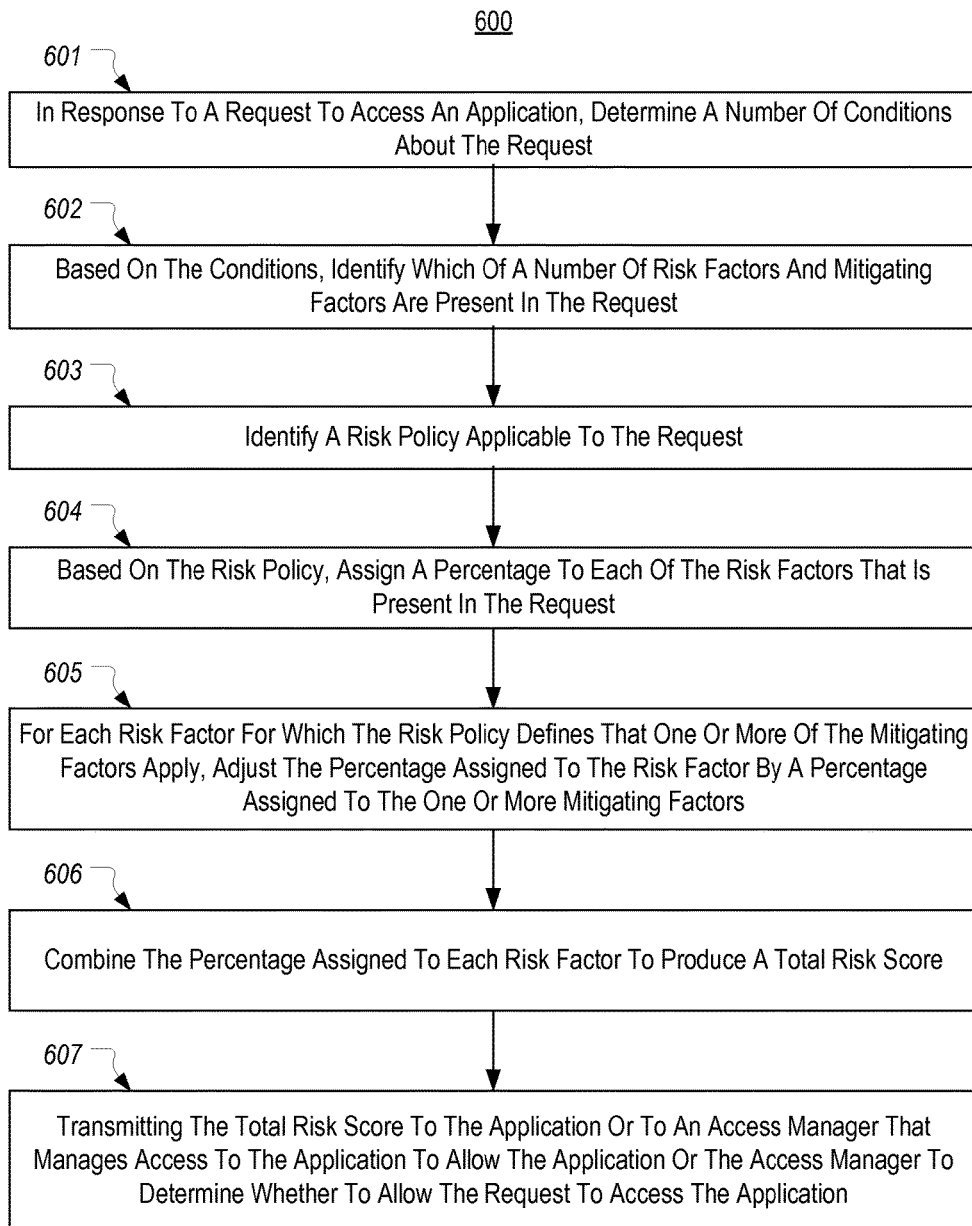 600
601
In Response To A Request To Access An Application, Determine A Number Of Conditions
About The Request
602
Based On The Conditions, Identify Which Of A Number Of Risk Factors And Mitigating
Factors Are Present In The Request
603
Identify A Risk Policy Applicable To The Request
604
Based On The Risk Policy, Assign A Percentage To Each Of The Risk Factors That Is
Present In The Request
605
For Each Risk Factor For Which The Risk Policy Defines That One Or More Of The Mitigating
Factors Apply, Adjust The Percentage Assigned To The Risk Factor By A Percentage
Assigned To The One Or More Mitigating Factors
606
Combine The Percentage Assigned To Each Risk Factor To Produce A Total Risk Score
607
Transmitting The Total Risk Score To The Application Or To An Access Manager That
Manages Access To The Application To Allow The Application Or The Access Manager To
Determine Whether To Allow The Request To Access The Application